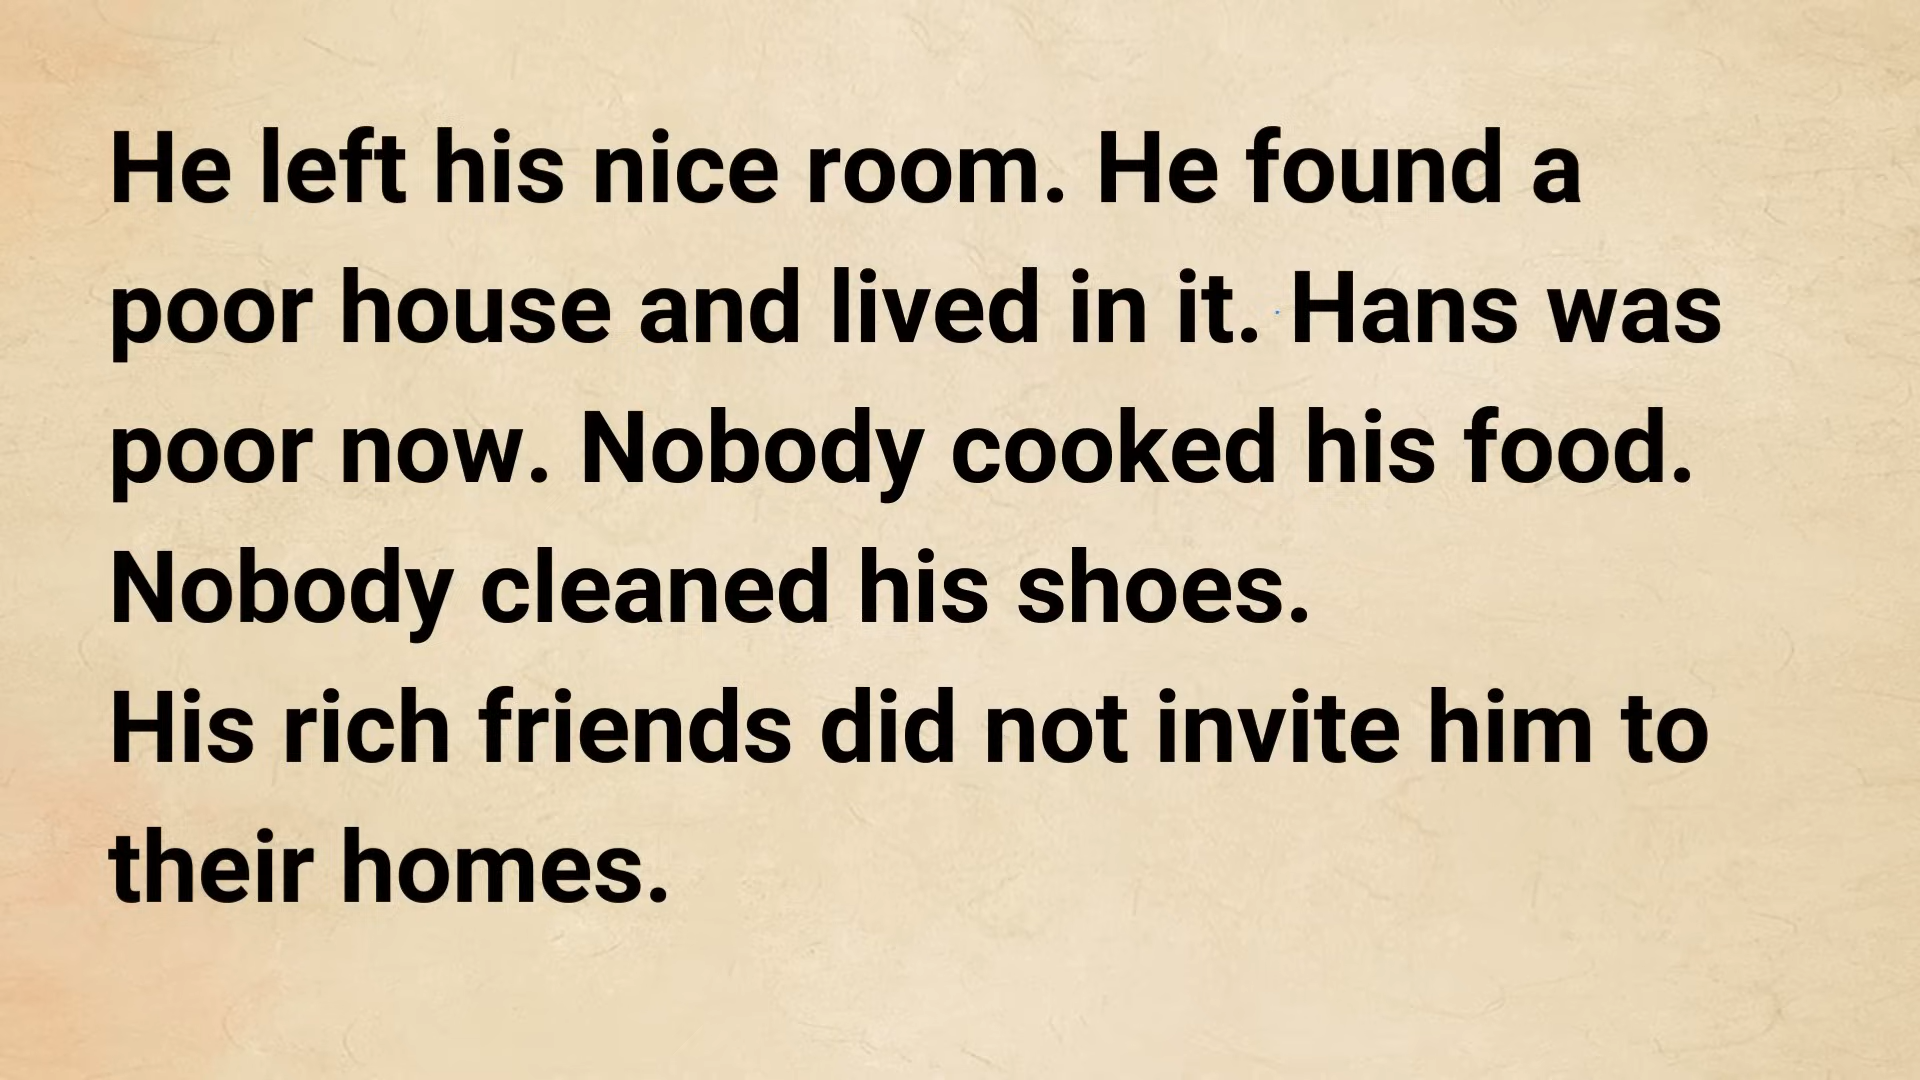 He left his nice room. He found a
poor house and lived in it. Hans was
poor now. Nobody cooked his food.
Nobody cleaned his shoes.
His rich friends did not invite him to
their homes.